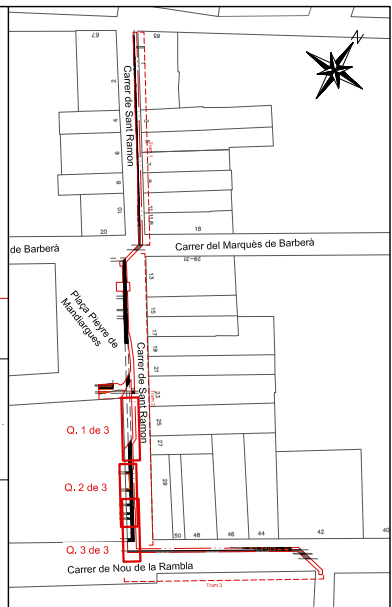 67
65
N
2
Carrer de Sant Ramon
4
6
8
10
20
18
de Barberà
Carrer del Marquès de Barberà
29-31
13
15
Plaça Pieyre de
Mandiargues
17
19
Carrer de Sant Ramon
21
23
25
Q. 1 de 3
27
29
Q. 2 de 3
50
48
46
44
42
40
Q. 3 de 3
Carrer de Nou de la Rambla
Tram 3